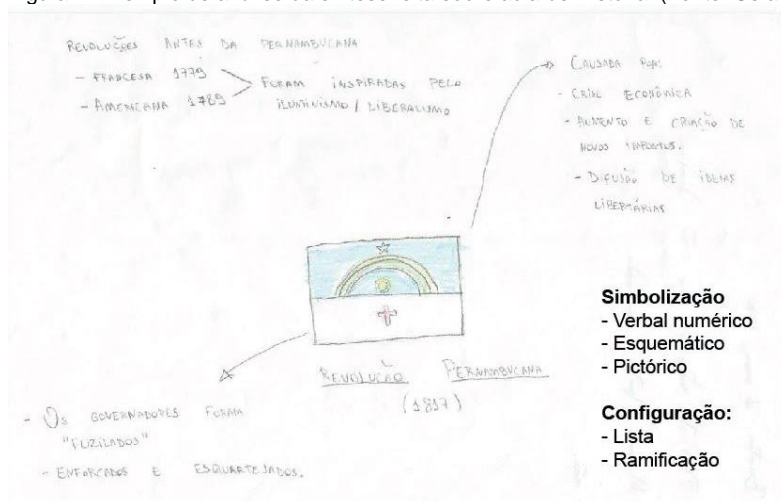 REVOLUÇÕES ANTES DA PERNAMBUCANA
- FRANCESA 1779
- AMERICANA 1789
FORAM INSPIRADAS PELO
ILUMINISMO / LIBERALISMO
CAUSADA POR:
- CRISE ECONÔMICA
- AUMENTO E CRIAÇÃO DE
NOVOS IMPOSTOS.
- DIFUSÃO DE IDEIAS
LIBERTÁRIAS
REVOLUÇÃO PERNAMBUCANA
(1817)
- OS GOVERNADORES FORAM
"FUZILADOS"
- ENFORCADOS E ESQUARTEJADOS.
Simbolização
- Verbal numérico
- Esquemático
- Pictórico
Configuração:
- Lista
- Ramificação